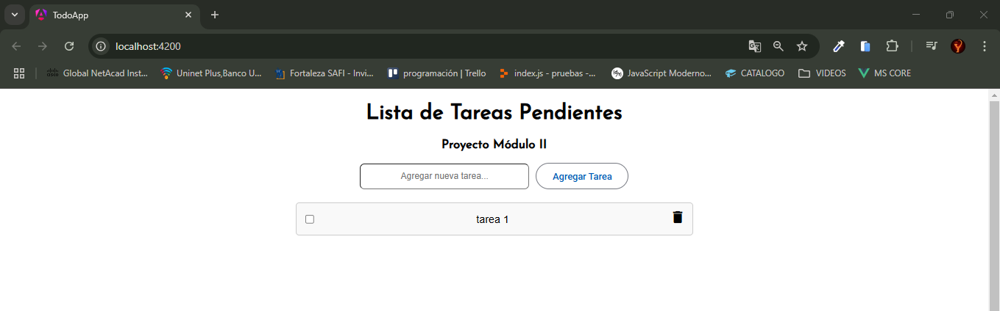 TodoApp
localhost:4200
Global NetAcad Inst...
Uninet Plus,Banco U...
Fortaleza SAFI - Invi...
programación | Trello
index.js - pruebas -...
JavaScript Moderno...
CATALOGO
VIDEOS
MS CORE
Lista de Tareas Pendientes
Proyecto Módulo II
Agregar nueva tarea...
Agregar Tarea
tarea 1